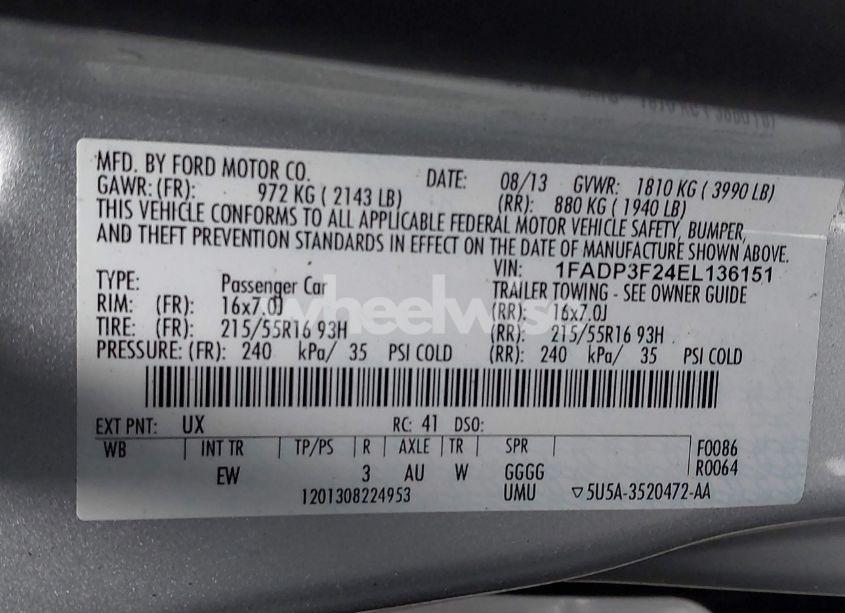 MFD. BY FORD MOTOR CO. DATE: 08/13 GVWR: 1810 KG ( 3990 LB)
GAWR: (FR): 972 KG ( 2143 LB) (RR): 880 KG ( 1940 LB)
THIS VEHICLE CONFORMS TO ALL APPLICABLE FEDERAL MOTOR VEHICLE SAFETY, BUMPER,
AND THEFT PREVENTION STANDARDS IN EFFECT ON THE DATE OF MANUFACTURE SHOWN ABOVE.
VIN: 1FADP3F24EL136151
TYPE: Passenger Car TRAILER TOWING - SEE OWNER GUIDE
RIM: (FR): 16x7.0J (RR): 16x7.0J
TIRE: (FR): 215/55R16 93H (RR): 215/55R16 93H
PRESSURE: (FR): 240 kPa/ 35 PSI COLD (RR): 240 kPa/ 35 PSI COLD
EXT PNT: UX RC: 41 DSO:
WB INT TR TP/PS R AXLE TR SPR F0086
EW 3 AU W GGGG R0064
1201308224953 UMU ▽5U5A-3520472-AA
wheelwise